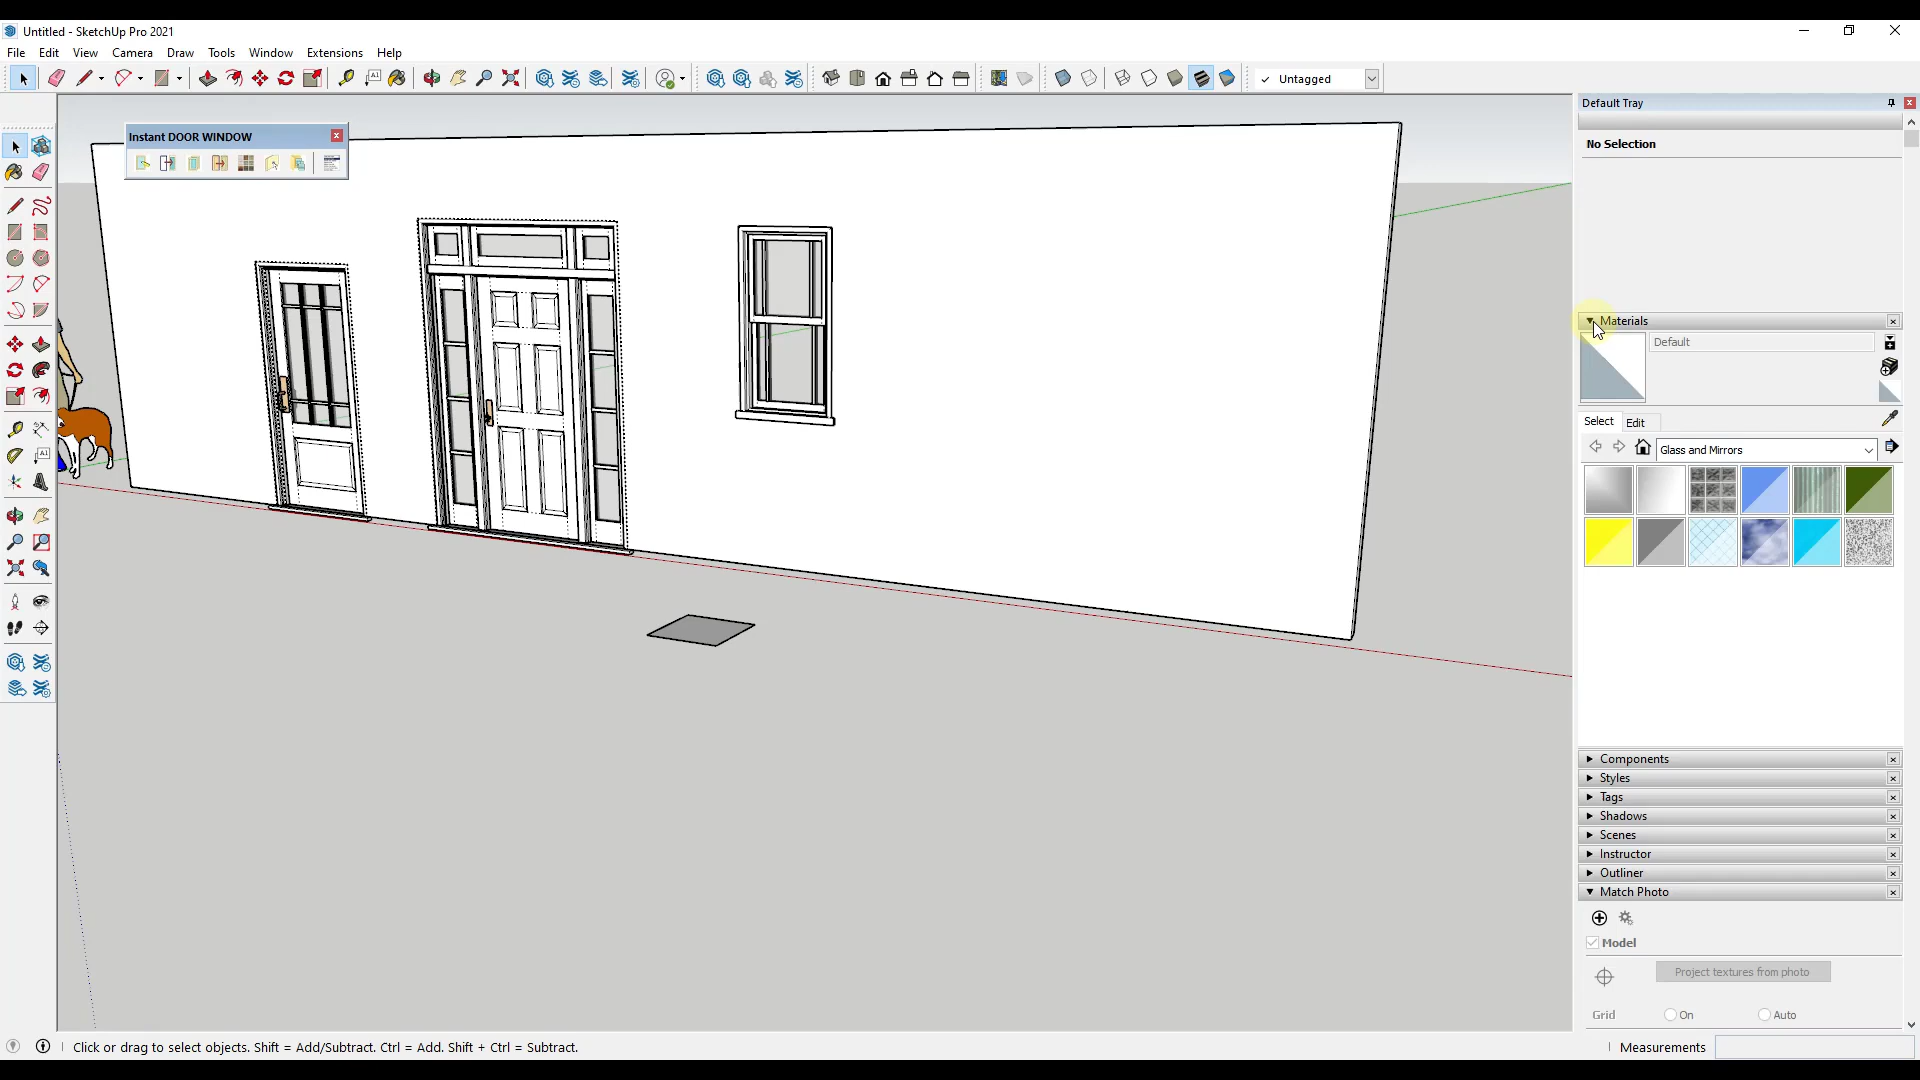 Untitled - SketchUp Pro 2021
File Edit View Camera Draw Tools Window Extensions Help
Untagged
Default Tray
Instant DOOR WINDOW
No Selection
Materials
Default
Select Edit
Glass and Mirrors
Components
Styles
Tags
Shadows
Scenes
Instructor
Outliner
Match Photo
Model
Project textures from photo
Grid On Auto
Click or drag to select objects. Shift = Add/Subtract. Ctrl = Add. Shift + Ctrl = Subtract.
Measurements